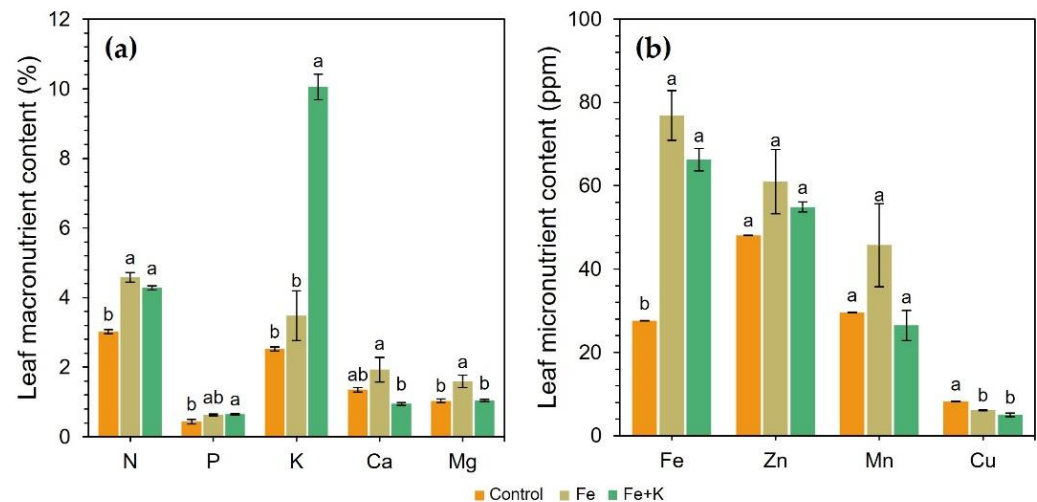 (a)
Leaf macronutrient content (%)
12
10
8
6
4
2
0
b a a
b ab a
b b a
ab a b
b a b
N P K Ca Mg
(b)
Leaf micronutrient content (ppm)
100
80
60
40
20
0
b a a
a a a
a a a
a b b
Fe Zn Mn Cu
Control Fe Fe+K